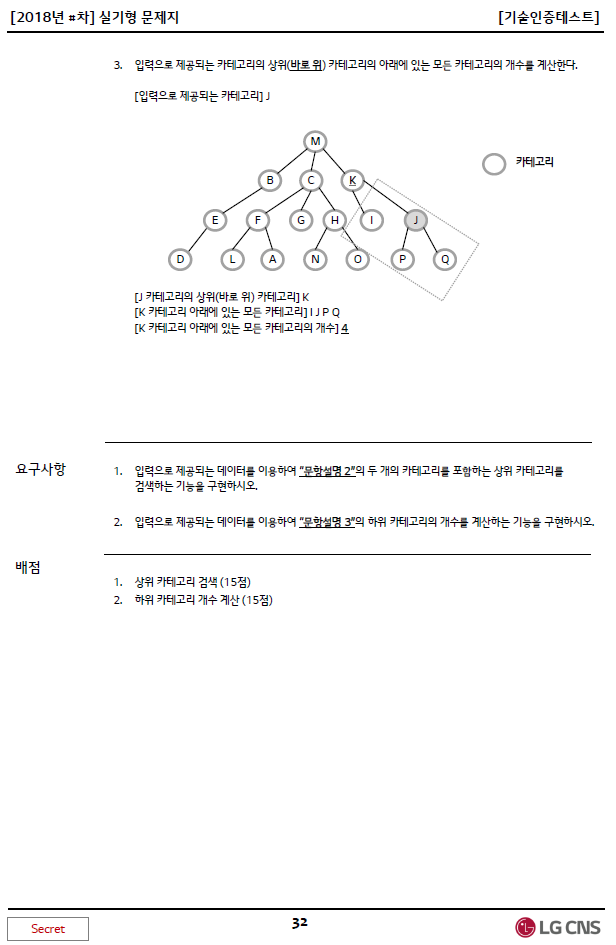 [2018년 #차] 실기형 문제지
[기술인증테스트]
3. 입력으로 제공되는 카테고리의 상위(바로 위) 카테고리의 아래에 있는 모든 카테고리의 개수를 계산한다.
[입력으로 제공되는 카테고리] J
M
카테고리
B C K
E F G H I J
D L A N O P Q
[J 카테고리의 상위(바로 위) 카테고리] K
[K 카테고리 아래에 있는 모든 카테고리] I J P Q
[K 카테고리 아래에 있는 모든 카테고리의 개수] 4
요구사항
1. 입력으로 제공되는 데이터를 이용하여 "문항설명 2"의 두 개의 카테고리를 포함하는 상위 카테고리를
검색하는 기능을 구현하시오.
2. 입력으로 제공되는 데이터를 이용하여 "문항설명 3"의 하위 카테고리의 개수를 계산하는 기능을 구현하시오.
배점
1. 상위 카테고리 검색 (15점)
2. 하위 카테고리 개수 계산 (15점)
Secret
32
LG CNS